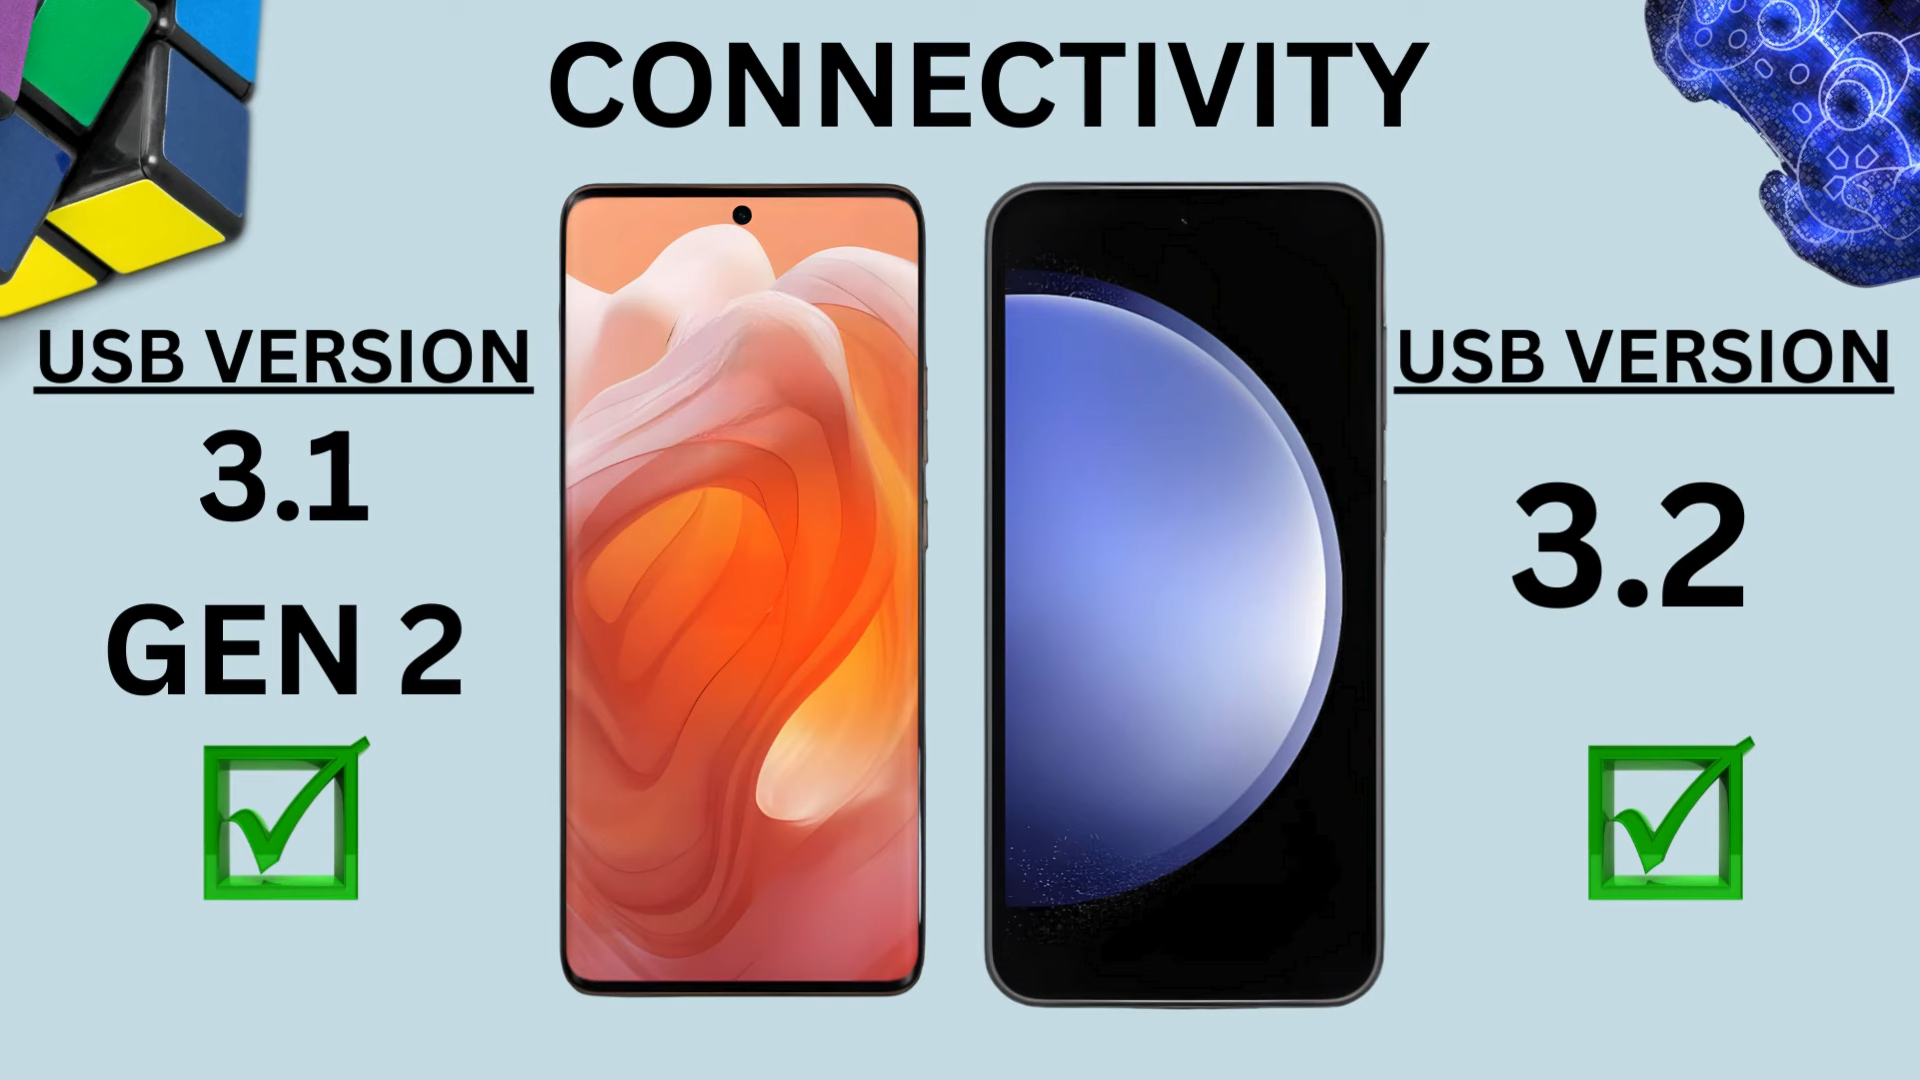 CONNECTIVITY
USB VERSION
3.1
GEN 2
USB VERSION
3.2